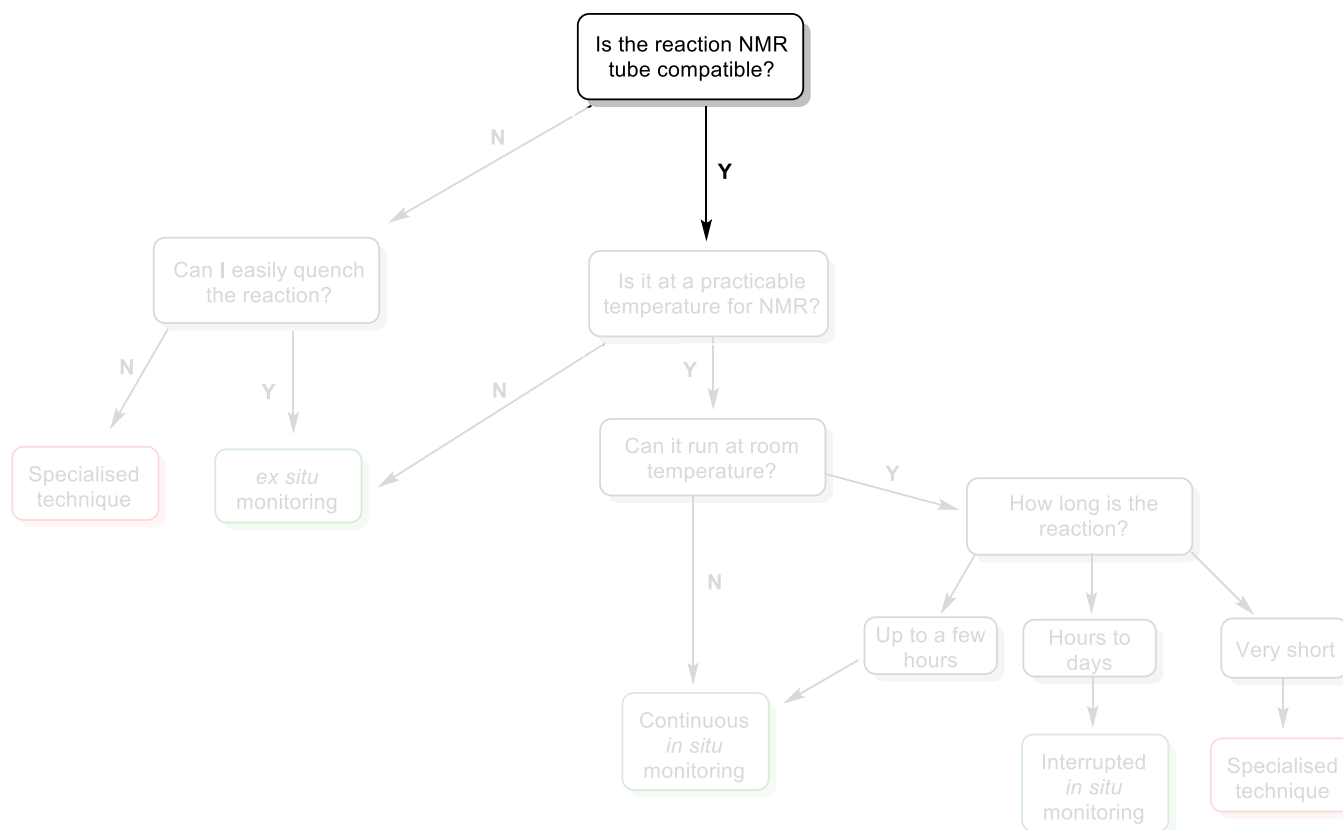 Is the reaction NMR
tube compatible?
N
Y
Can I easily quench
the reaction?
Is it at a practicable
temperature for NMR?
N
Y
N
Y
Specialised
technique
ex situ
monitoring
Can it run at room
temperature?
Y
N
How long is the
reaction?
Up to a few
hours
Hours to
days
Very short
Continuous
in situ
monitoring
Interrupted
in situ
monitoring
Specialised
technique